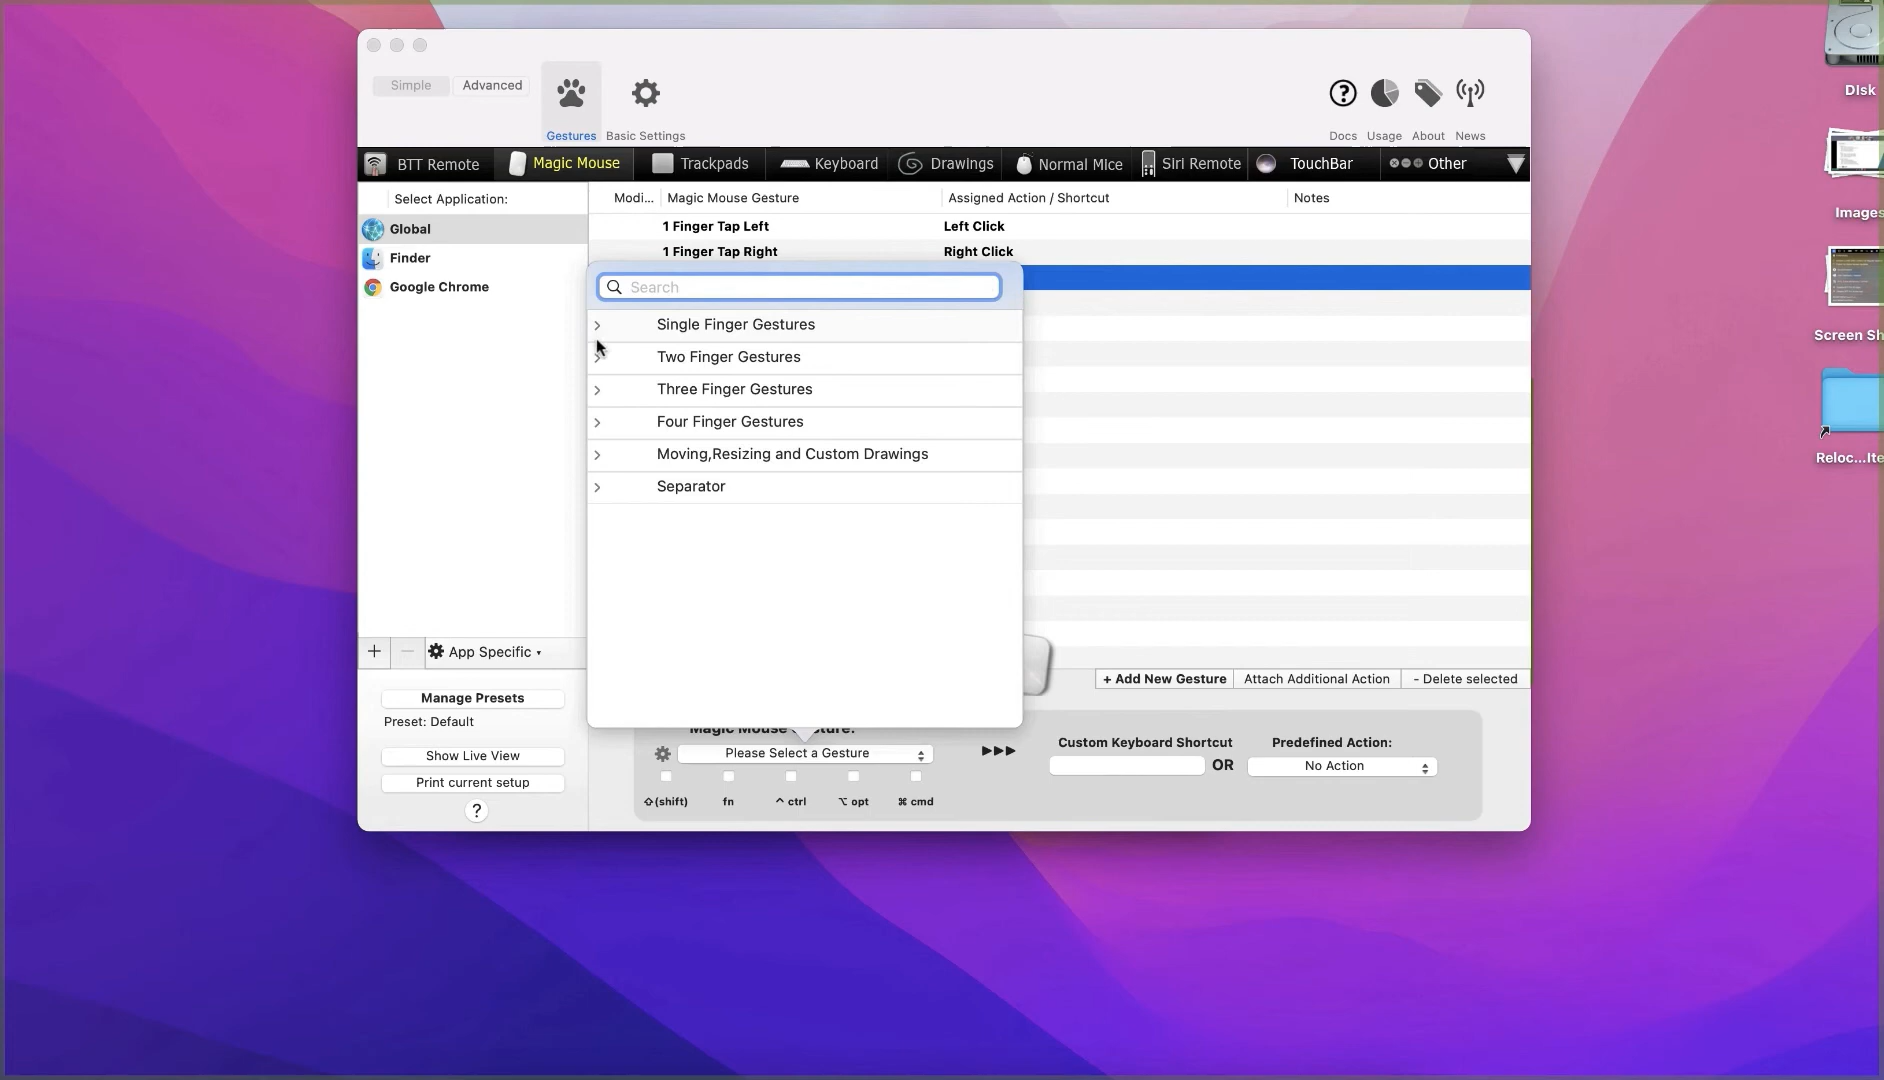 Simple
Advanced
Gestures
Basic Settings
Docs
Usage
About
News
BTT Remote
Magic Mouse
Trackpads
Keyboard
Drawings
Normal Mice
Siri Remote
TouchBar
Other
Select Application:
Modi...
Magic Mouse Gesture
Assigned Action / Shortcut
Notes
Global
Finder
Google Chrome
1 Finger Tap Left
Left Click
1 Finger Tap Right
Right Click
Search
Single Finger Gestures
Two Finger Gestures
Three Finger Gestures
Four Finger Gestures
Moving,Resizing and Custom Drawings
Separator
+
−
App Specific
+ Add New Gesture
Attach Additional Action
- Delete selected
Manage Presets
Preset: Default
Show Live View
Print current setup
?
Magic Mouse
Please Select a Gesture
⇧(shift)
fn
^ ctrl
⌥ opt
⌘ cmd
▶▶▶
Custom Keyboard Shortcut
OR
Predefined Action:
No Action
DIsk
Images
Screen Sh
Reloc...Ite